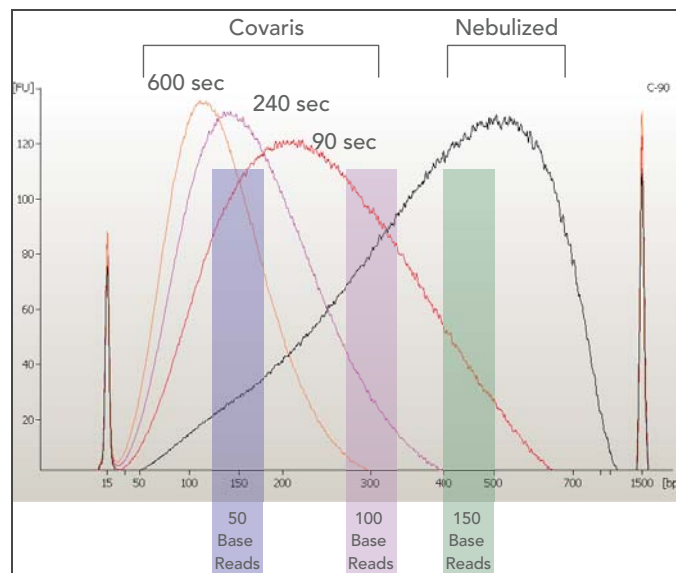 Covaris
Nebulized
[FU]
600 sec
C-90
240 sec
120
90 sec
100
80
60
40
20
15 50 100 150 200 300 400 500 700 1500 [bp
50 100 150
Base Base Base
Reads Reads Reads